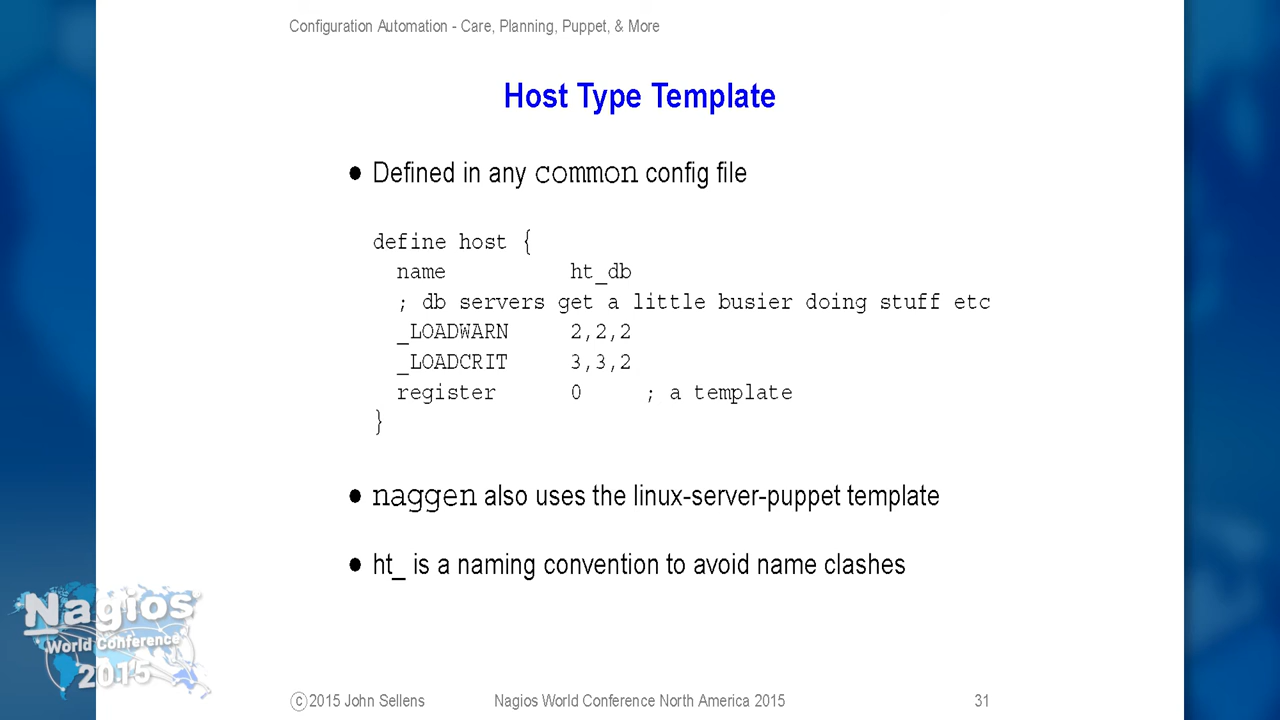 Configuration Automation - Care, Planning, Puppet, & More
Host Type Template
● Defined in any common config file
define host {
  name          ht_db
  ; db servers get a little busier doing stuff etc
  _LOADWARN     2,2,2
  _LOADCRIT     3,3,2
  register      0     ; a template
}
● naggen also uses the linux-server-puppet template
● ht_ is a naming convention to avoid name clashes
Nagios
World Conference
2015
©2015 John Sellens Nagios World Conference North America 2015 31